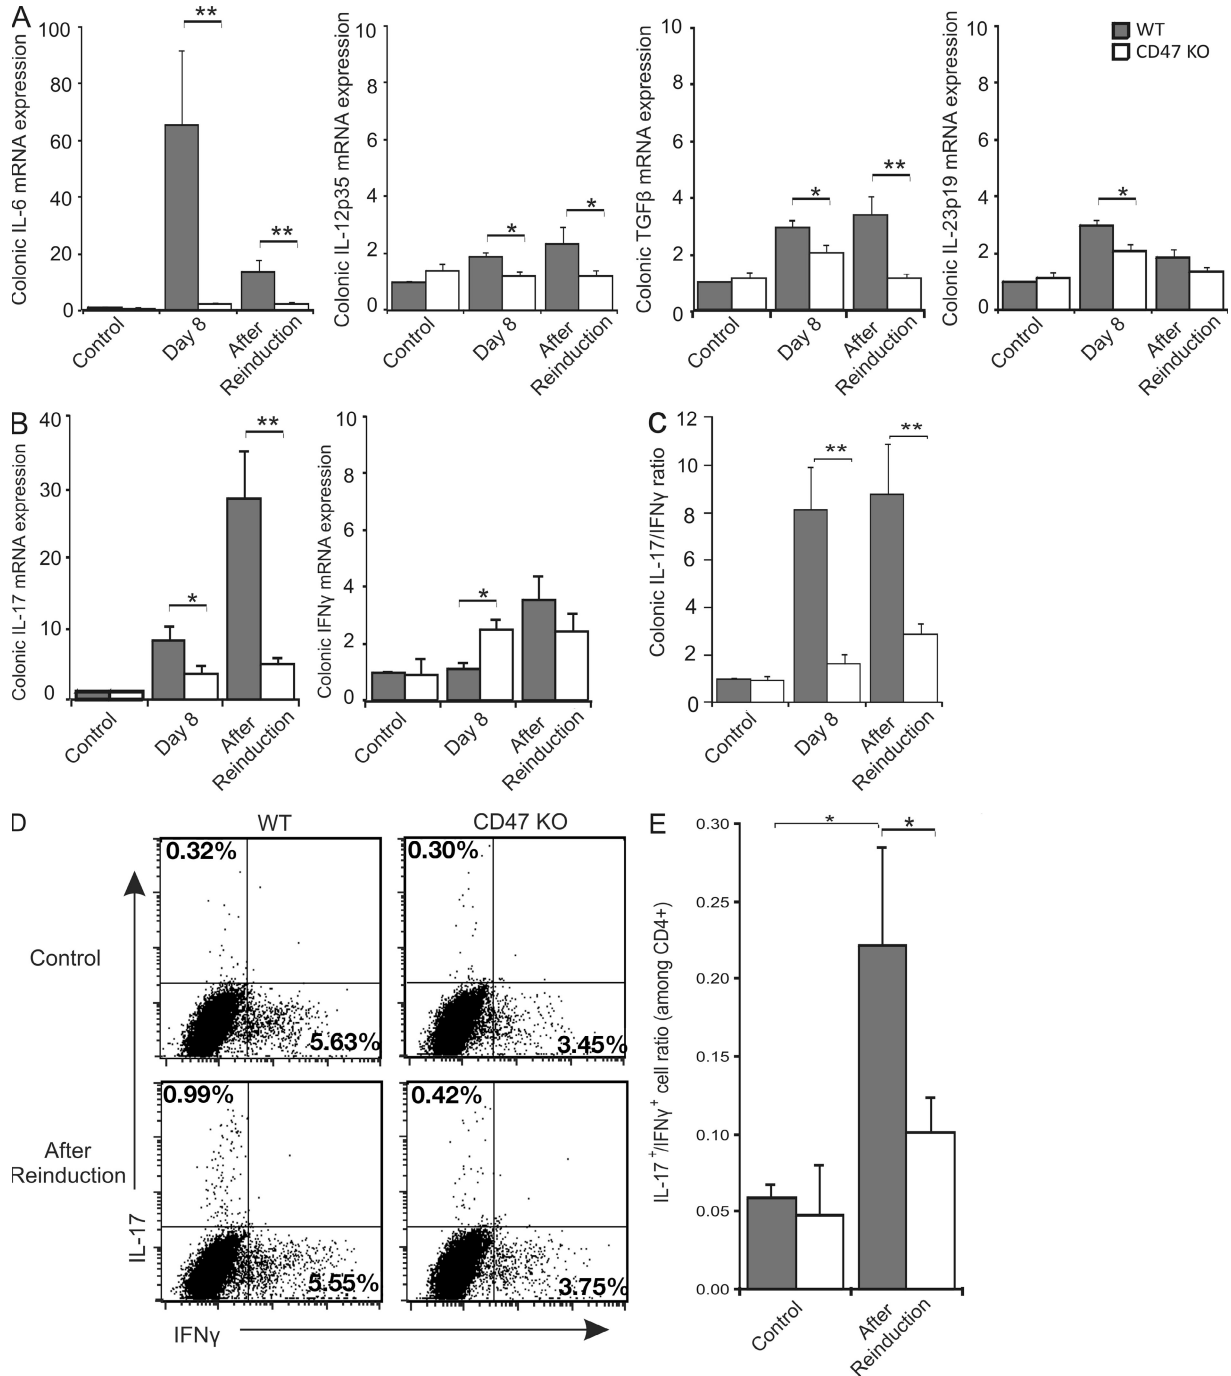 A
Colonic IL-6 mRNA expression
100
80
60
40
20
0
**
**
Control
Day 8
After
Reinduction
Colonic IL-12p35 mRNA expression
10
8
6
4
2
0
*
*
Control
Day 8
After
Reinduction
Colonic TGFβ mRNA expression
10
8
6
4
2
0
*
**
Control
Day 8
After
Reinduction
Colonic IL-23p19 mRNA expression
10
8
6
4
2
0
*
Control
Day 8
After
Reinduction
WT
CD47 KO
B
Colonic IL-17 mRNA expression
40
30
20
10
0
*
**
Control
Day 8
After
Reinduction
Colonic IFNγ mRNA expression
10
8
6
4
2
0
*
Control
Day 8
After
Reinduction
C
Colonic IL-17/IFNγ ratio
12
10
8
6
4
2
0
**
**
Control
Day 8
After
Reinduction
D
WT
CD47 KO
Control
0.32%
5.63%
0.30%
3.45%
After
Reinduction
0.99%
5.55%
0.42%
3.75%
IL-17
IFNγ
E
IL-17+/IFNγ+ cell ratio (among CD4+)
0.30
0.25
0.20
0.15
0.10
0.05
0.00
*
*
Control
After
Reinduction